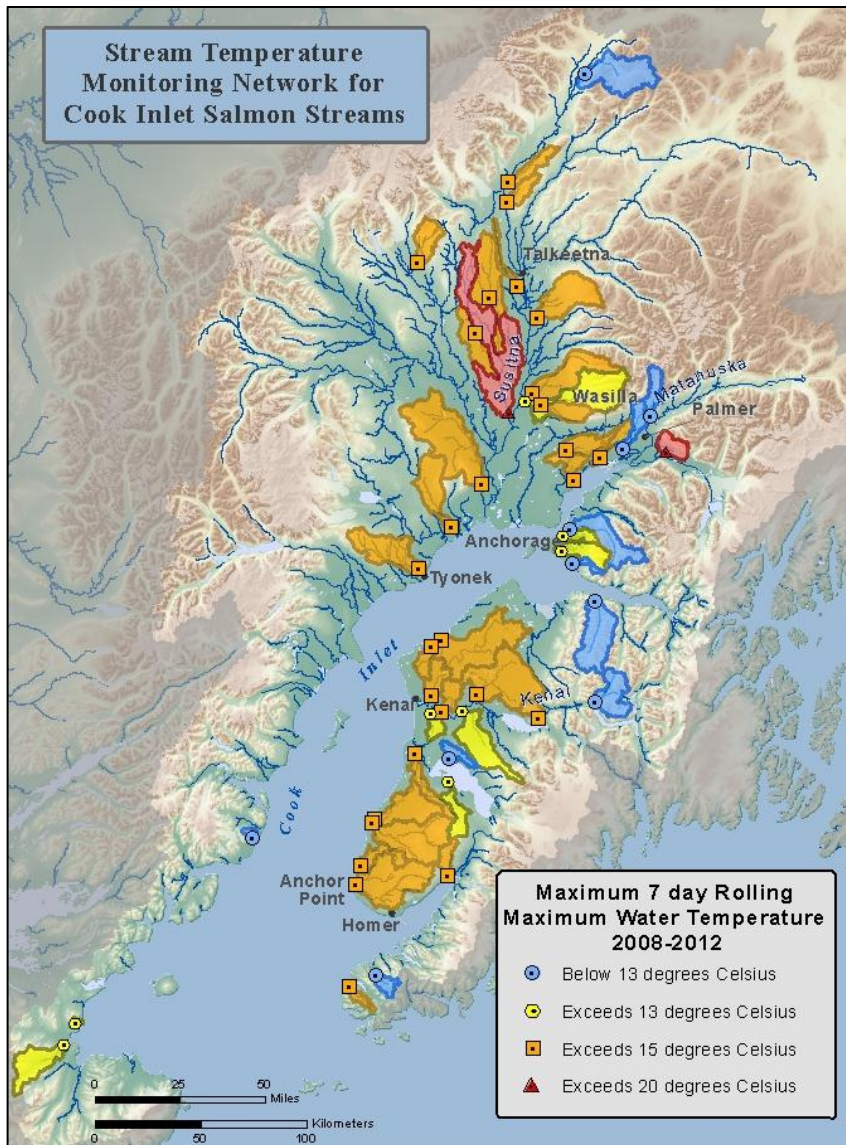 Stream Temperature
Monitoring Network for
Cook Inlet Salmon Streams
Talkeetna
Susitna
Wasilla
Matanuska
Palmer
Anchorage
Tyonek
Inlet
Kenai
Kenai
Cook
Anchor
Point
Homer
Maximum 7 day Rolling
Maximum Water Temperature
2008-2012
Below 13 degrees Celsius
Exceeds 13 degrees Celsius
Exceeds 15 degrees Celsius
Exceeds 20 degrees Celsius
0 25 50
Miles
Kilometers
0 50 100